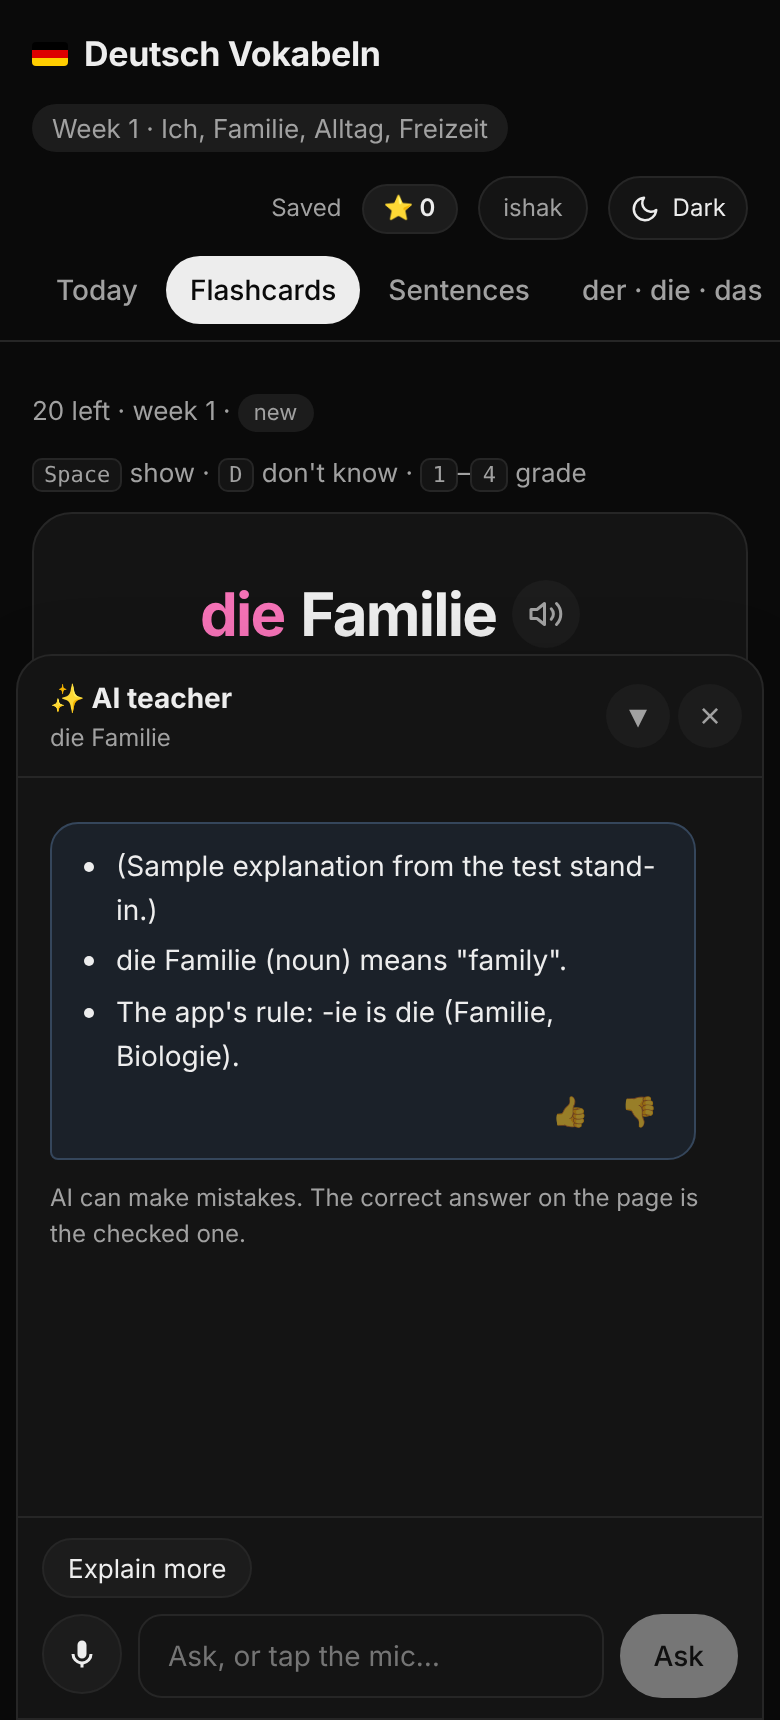 Deutsch Vokabeln
Week 1 · Ich, Familie, Alltag, Freizeit
Saved ⭐ 0 ishak Dark
Today Flashcards Sentences der · die · das
20 left · week 1 · new
Space show · D don't know · 1–4 grade
die Familie
✨ AI teacher
die Familie
▼ ✕
• (Sample explanation from the test stand-
in.)
• die Familie (noun) means "family".
• The app's rule: -ie is die (Familie,
Biologie).
👍 👎
AI can make mistakes. The correct answer on the page is
the checked one.
Explain more
Ask, or tap the mic... Ask